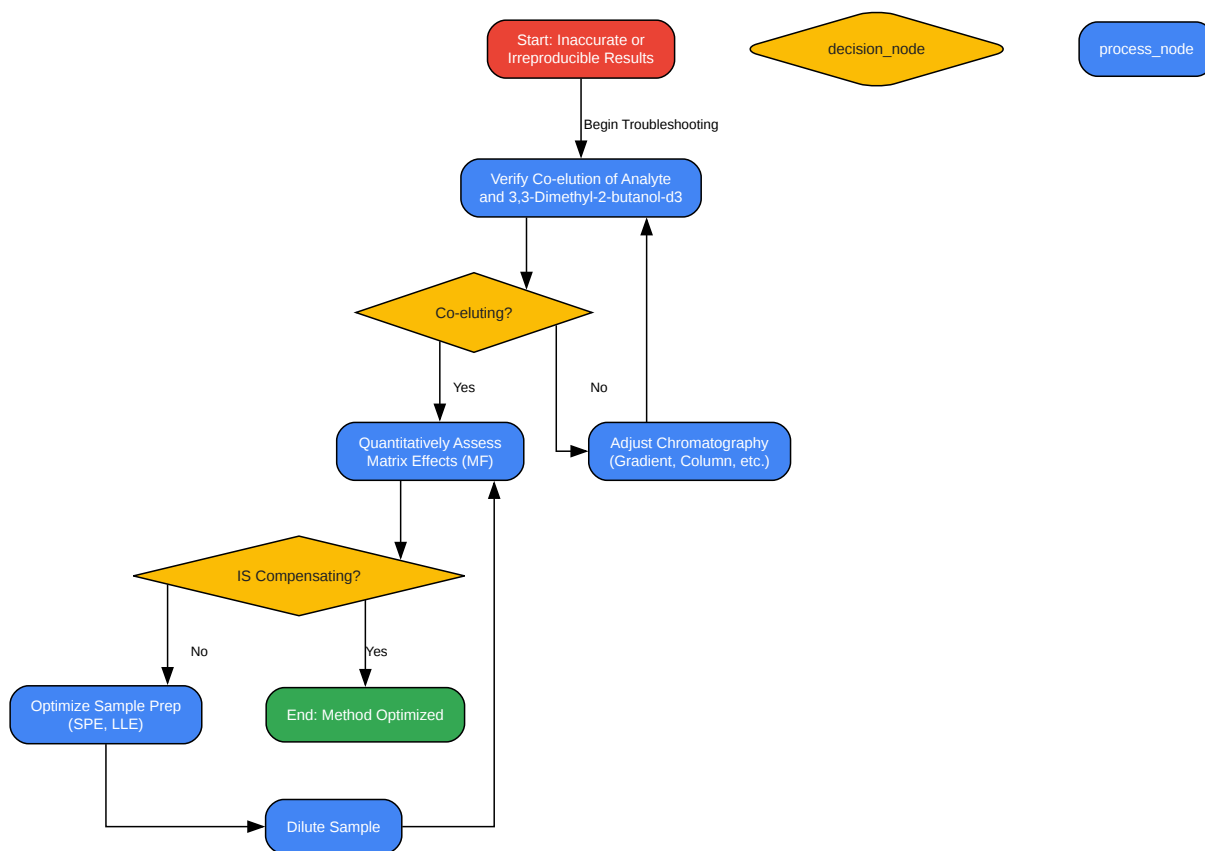 Start: Inaccurate or
Irreproducible Results
decision_node
process_node
Begin Troubleshooting
Verify Co-elution of Analyte
and 3,3-Dimethyl-2-butanol-d3
Co-eluting?
Yes
No
Quantitatively Assess
Matrix Effects (MF)
Adjust Chromatography
(Gradient, Column, etc.)
IS Compensating?
No
Yes
Optimize Sample Prep
(SPE, LLE)
End: Method Optimized
Dilute Sample